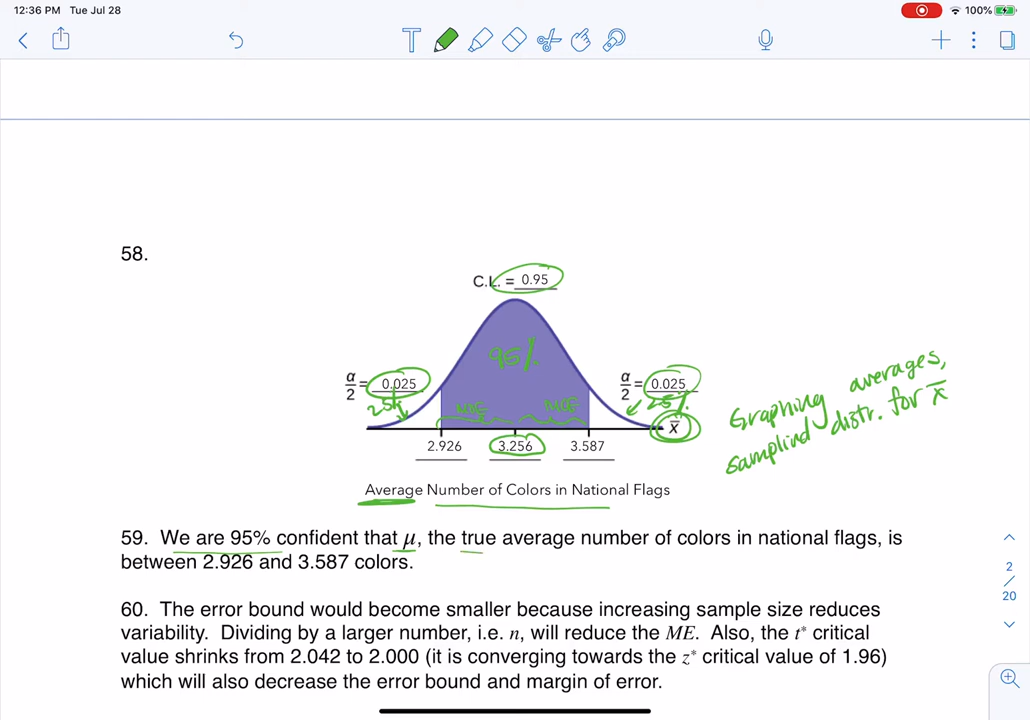 12:36 PM Tue Jul 28
100%
T
58.
C.L. = 0.95
95%
α/2 = 0.025
α/2 = 0.025
2.5%
2.5%
MOE
MOE
x̄
2.926 3.256 3.587
Graphing averages,
samplind distr. for x̄
Average Number of Colors in National Flags
59. We are 95% confident that μ, the true average number of colors in national flags, is
between 2.926 and 3.587 colors.
60. The error bound would become smaller because increasing sample size reduces
variability. Dividing by a larger number, i.e. n, will reduce the ME. Also, the t* critical
value shrinks from 2.042 to 2.000 (it is converging towards the z* critical value of 1.96)
which will also decrease the error bound and margin of error.
2
/
20